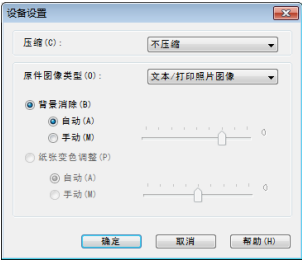 设备设置
压缩(C):
不压缩
原件图像类型(O):
文本/打印照片图像
背景消除(B)
自动(A)
手动(M)
0
纸张变色调整(P)
自动(A)
手动(M)
0
确定
取消
帮助(H)